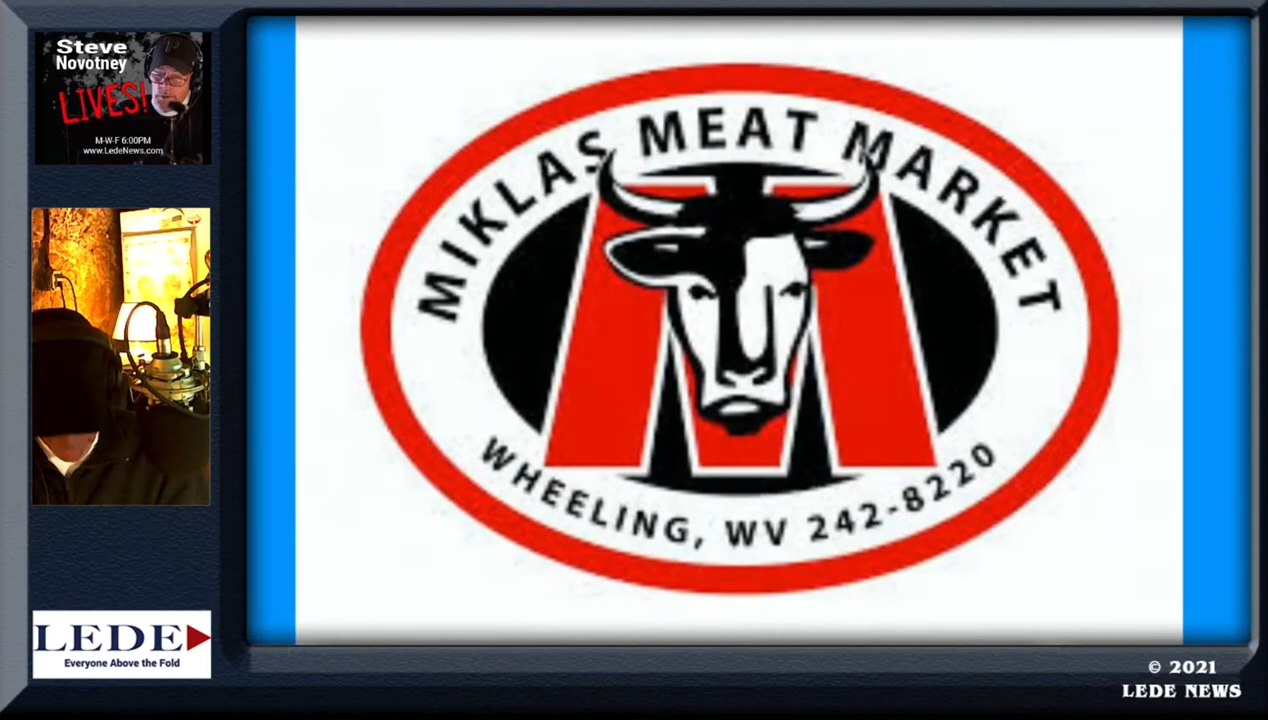 Steve
Novotney
LIVES!
M-W-F 6:00PM
www.LedeNews.com
MIKLAS MEAT MARKET
WHEELING, WV 242-8220
LEDE
Everyone Above the Fold
© 2021
LEDE NEWS